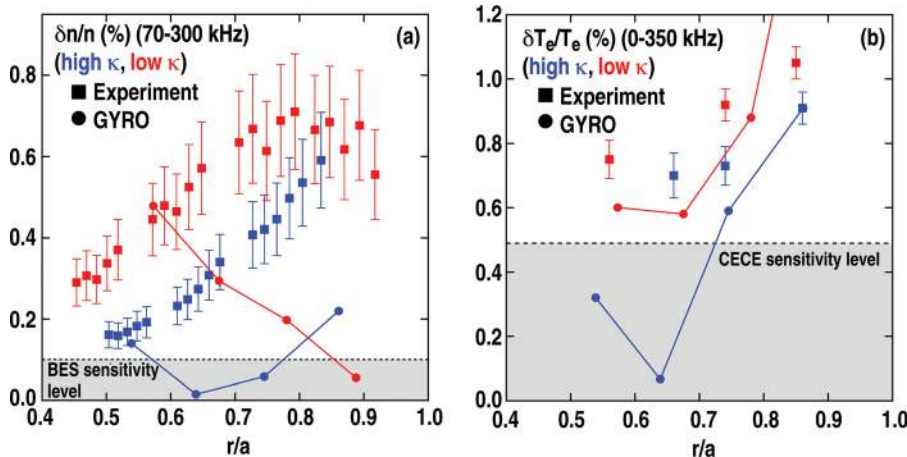 δn/n (%) (70-300 kHz) (a)
(high κ, low κ)
Experiment
GYRO
BES sensitivity
level
0.8
0.6
0.4
0.2
0.0
0.4 0.5 0.6 0.7 0.8 0.9 1.0
r/a
δTe/Te (%) (0-350 kHz) (b)
(high κ, low κ)
Experiment
GYRO
CECE sensitivity level
1.2
1.0
0.8
0.6
0.4
0.2
0.0
0.4 0.5 0.6 0.7 0.8 0.9 1.0
r/a